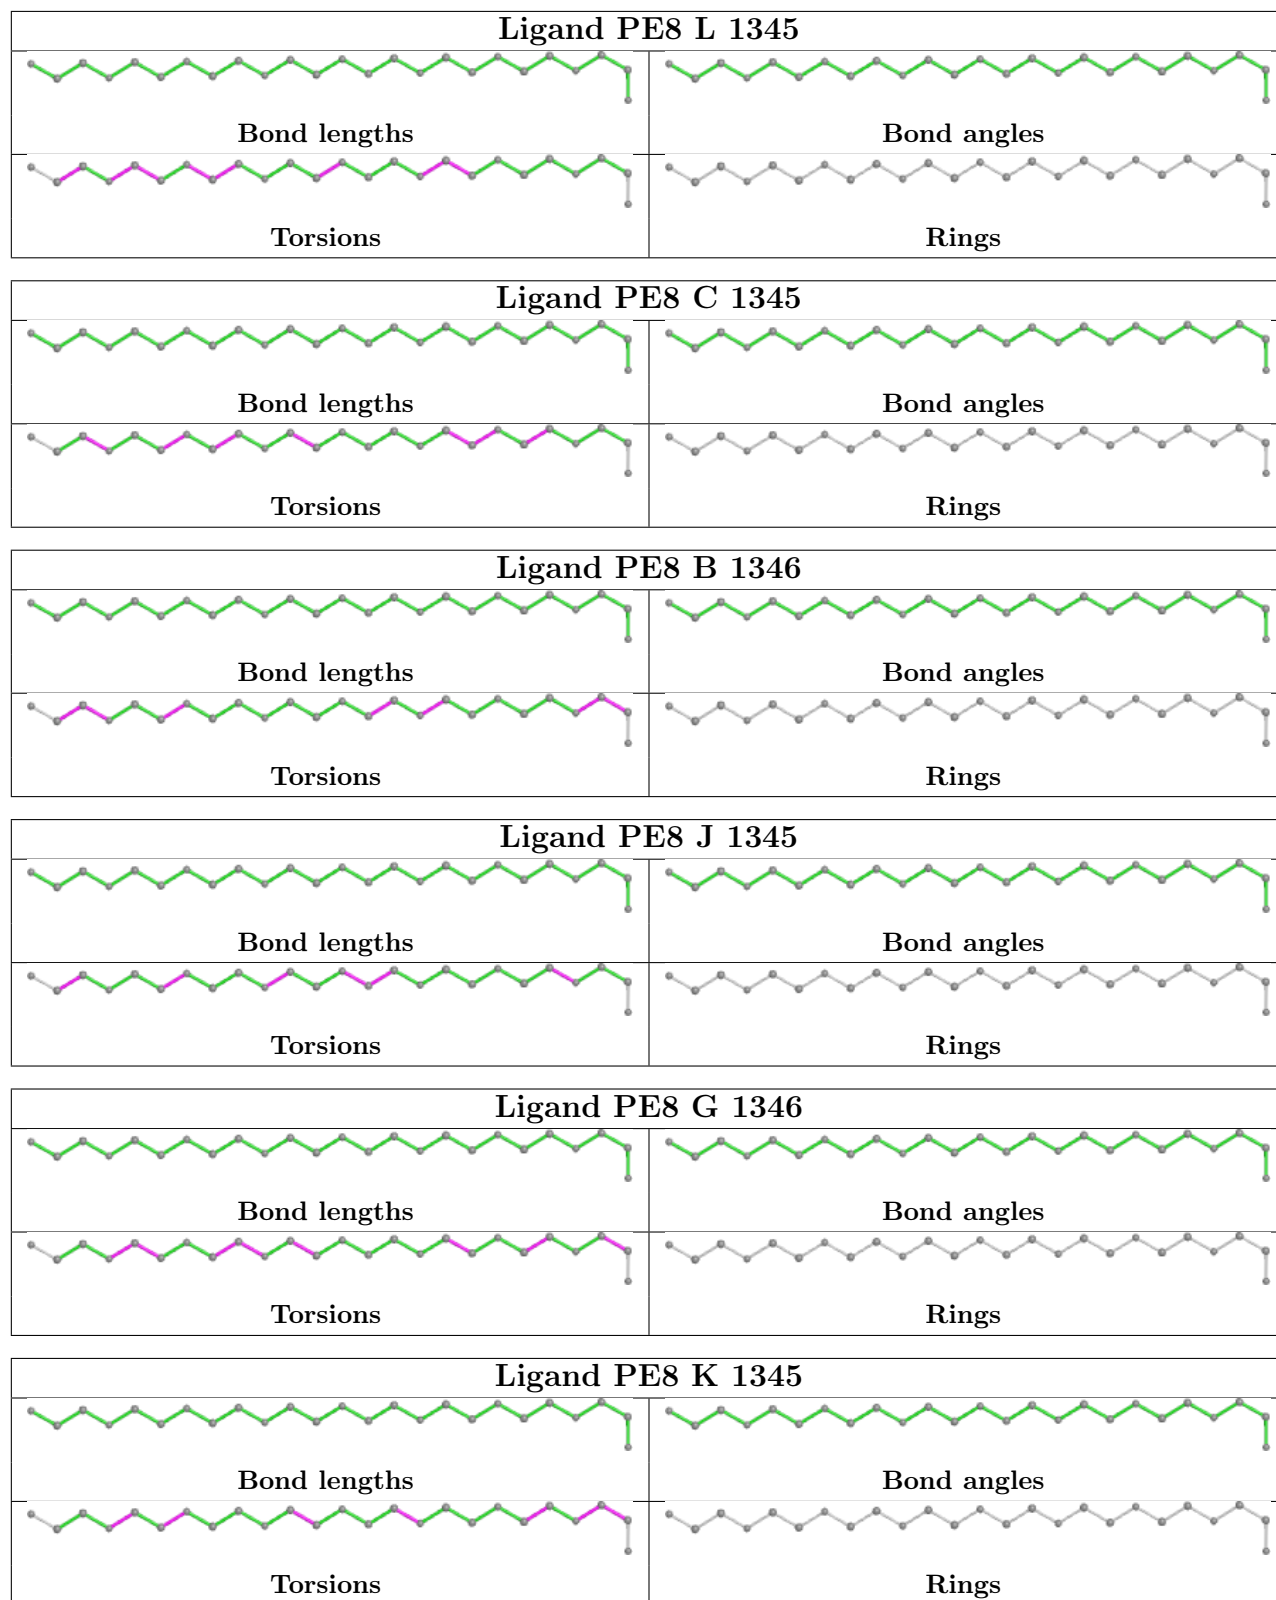 Ligand PE8 L 1345
Bond lengths Bond angles
Torsions Rings
Ligand PE8 C 1345
Bond lengths Bond angles
Torsions Rings
Ligand PE8 B 1346
Bond lengths Bond angles
Torsions Rings
Ligand PE8 J 1345
Bond lengths Bond angles
Torsions Rings
Ligand PE8 G 1346
Bond lengths Bond angles
Torsions Rings
Ligand PE8 K 1345
Bond lengths Bond angles
Torsions Rings